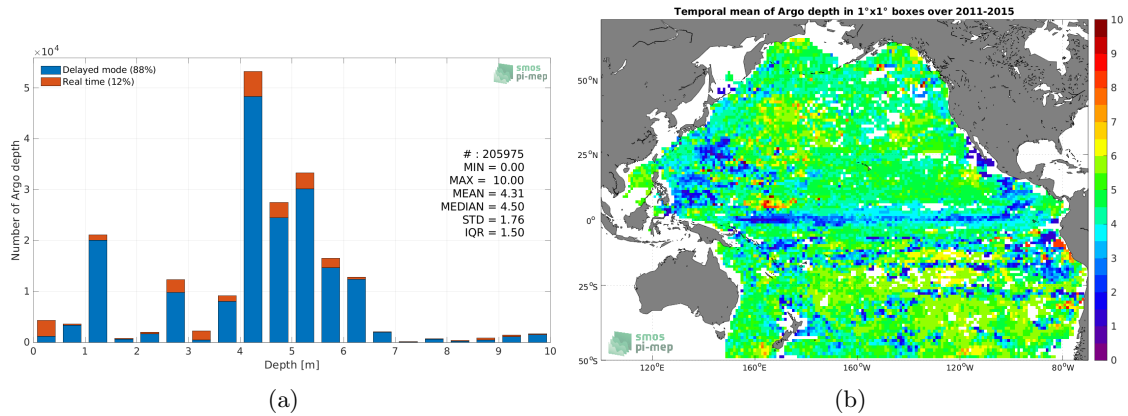 ×10⁴
Delayed mode (88%)
Real time (12%)
smos
pi-mep
# : 205975
MIN = 0.00
MAX = 10.00
MEAN = 4.31
MEDIAN = 4.50
STD = 1.76
IQR = 1.50
Number of Argo depth
5
4
3
2
1
0
0 1 2 3 4 5 6 7 8 9 10
Depth [m]
(a)
Temporal mean of Argo depth in 1°x1° boxes over 2011-2015
50°N
25°N
0°
25°S
50°S
120°E 160°E 160°W 120°W 80°W
smos
pi-mep
10
9
8
7
6
5
4
3
2
1
0
(b)